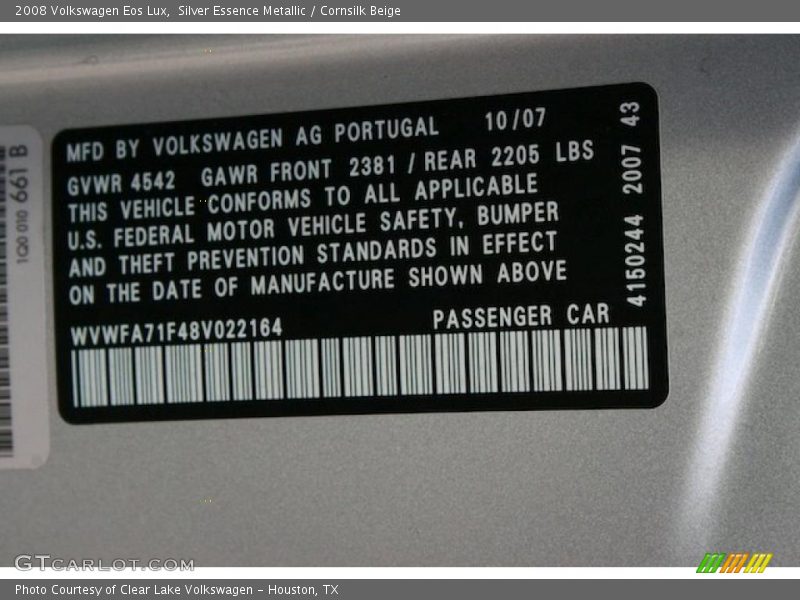 2008 Volkswagen Eos Lux, Silver Essence Metallic / Cornsilk Beige
1Q0 010 661 B
MFD BY VOLKSWAGEN AG PORTUGAL 10/07
GVWR 4542 GAWR FRONT 2381 / REAR 2205 LBS
THIS VEHICLE CONFORMS TO ALL APPLICABLE
U.S. FEDERAL MOTOR VEHICLE SAFETY, BUMPER
AND THEFT PREVENTION STANDARDS IN EFFECT
ON THE DATE OF MANUFACTURE SHOWN ABOVE
WVWFA71F48V022164 PASSENGER CAR
4150244 2007 43
GTCARLOT.COM
Photo Courtesy of Clear Lake Volkswagen - Houston, TX